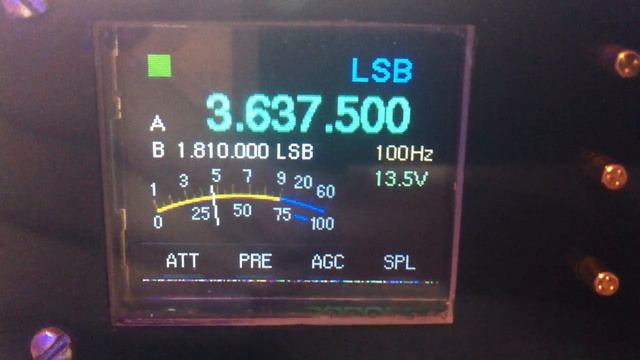 LSB
A 3.637.500
B 1.810.000 LSB 100Hz
13.5V
1 3 5 7 9 20 60
0 25 50 75 100
ATT PRE AGC SPL